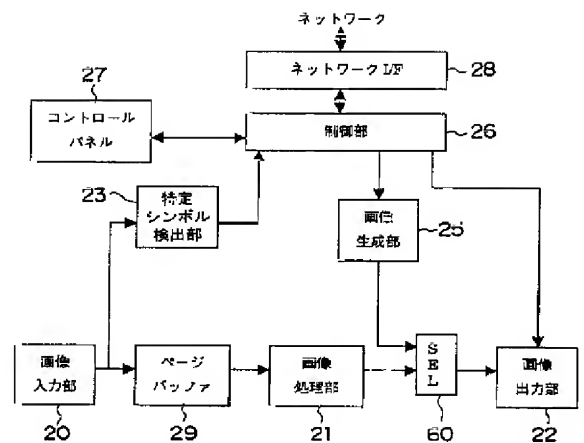 ネットワーク
ネットワーク I/F
28
27
コントロール
パネル
制御部
26
23
特定
シンボル
検出部
画像
生成部
25
画像
入力部
ページ
バッファ
画像
処理部
SEL
画像
出力部
20
29
21
60
22